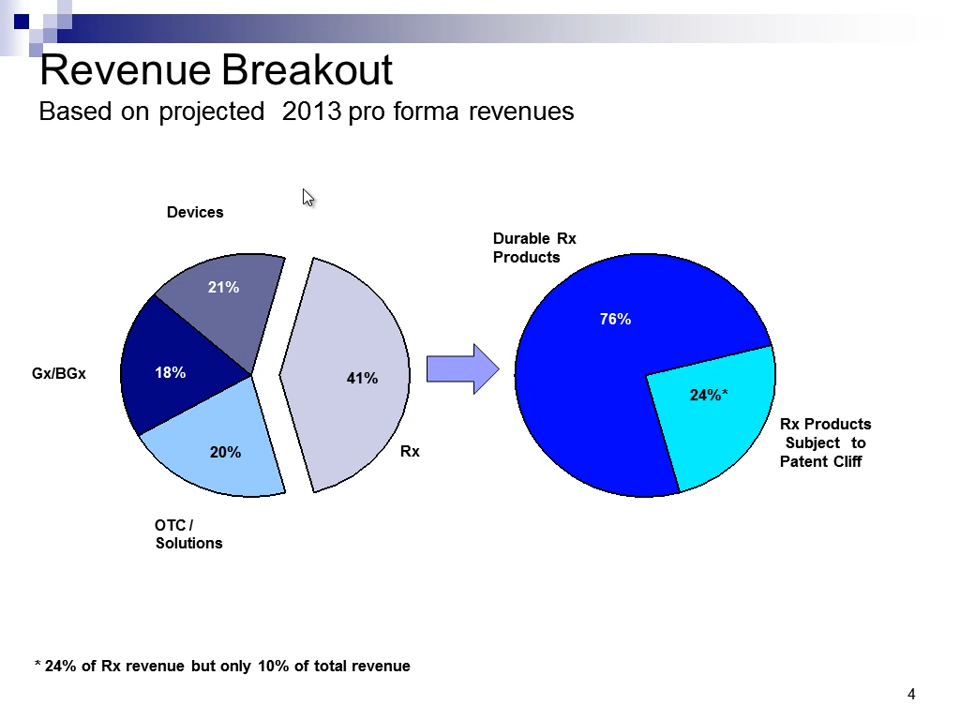 Revenue Breakout
Based on projected 2013 pro forma revenues
Devices
21%
Gx/BGx
18%
20%
OTC /
Solutions
41%
Rx
Durable Rx
Products
76%
24%*
Rx Products
Subject to
Patent Cliff
* 24% of Rx revenue but only 10% of total revenue
4